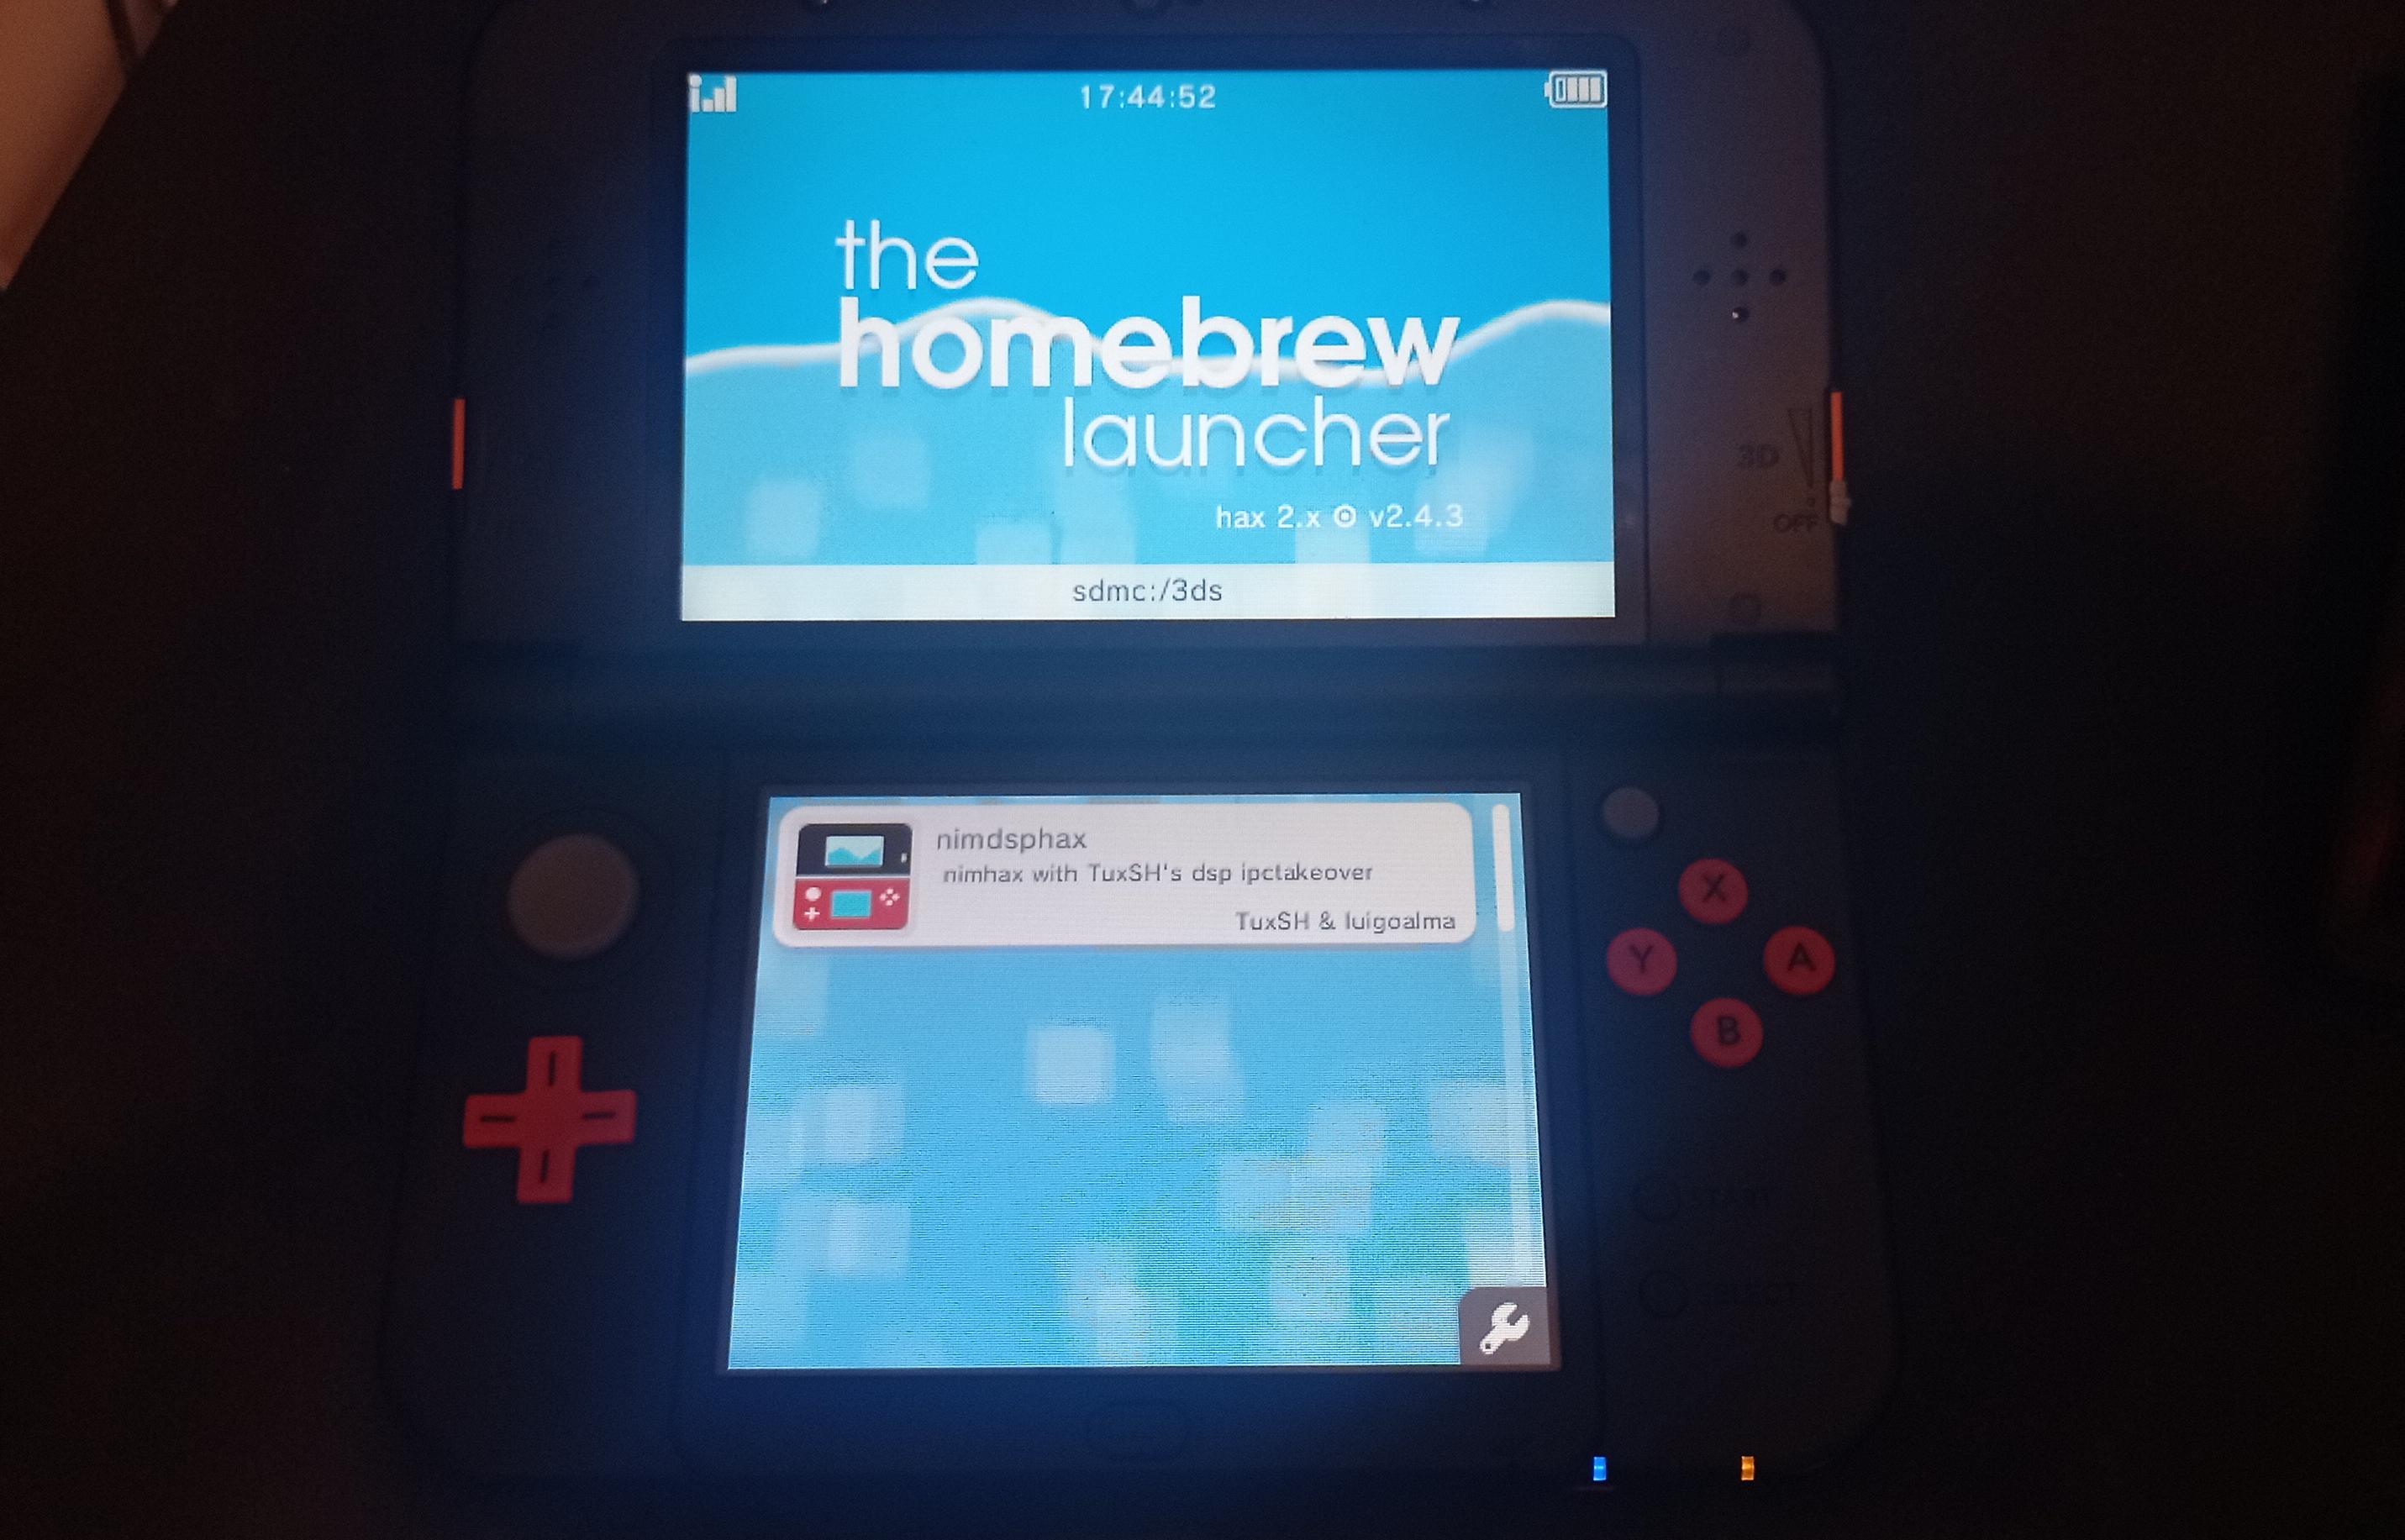 17:44:52
the
homebrew
launcher
hax 2.x v2.4.3
sdmc:/3ds
3D
OFF
nimdsphax
nimhax with TuxSH's dsp ipctakeover
TuxSH & luigoalma
X
Y
A
B